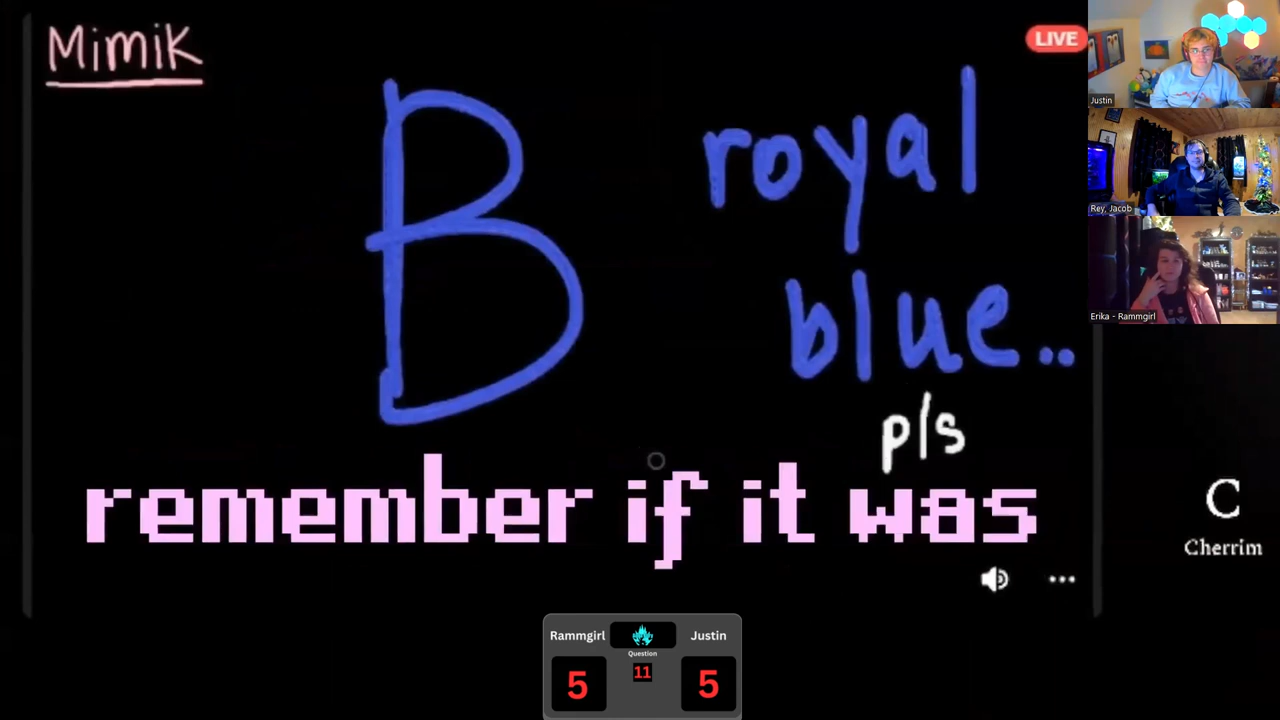 Mimik
LIVE
B
royal
blue..
p/s
remember if it was
C
Cherrim
Justin
Rey, Jacob
Erika - Rammgirl
Rammgirl
Justin
Question
5
11
5